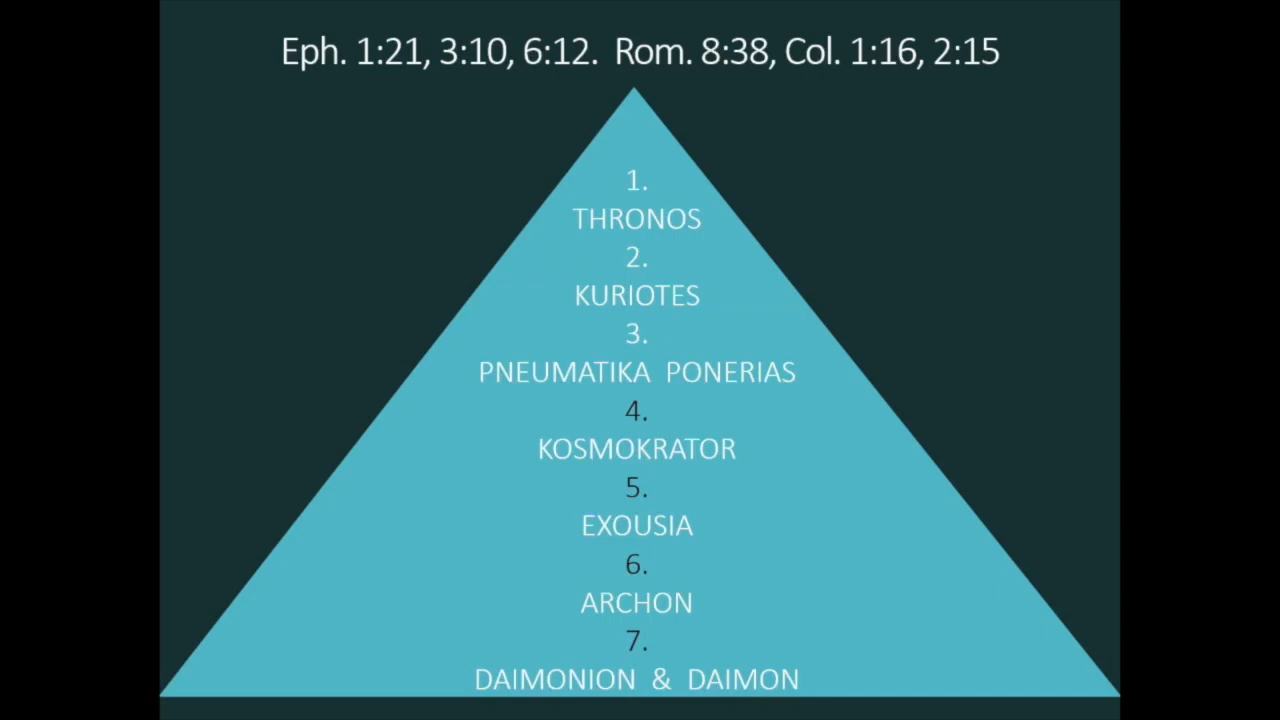 Eph. 1:21, 3:10, 6:12. Rom. 8:38, Col. 1:16, 2:15
1.
THRONOS
2.
KURIOTES
3.
PNEUMATIKA PONERIAS
4.
KOSMOKRATOR
5.
EXOUSIA
6.
ARCHON
7.
DAIMONION & DAIMON